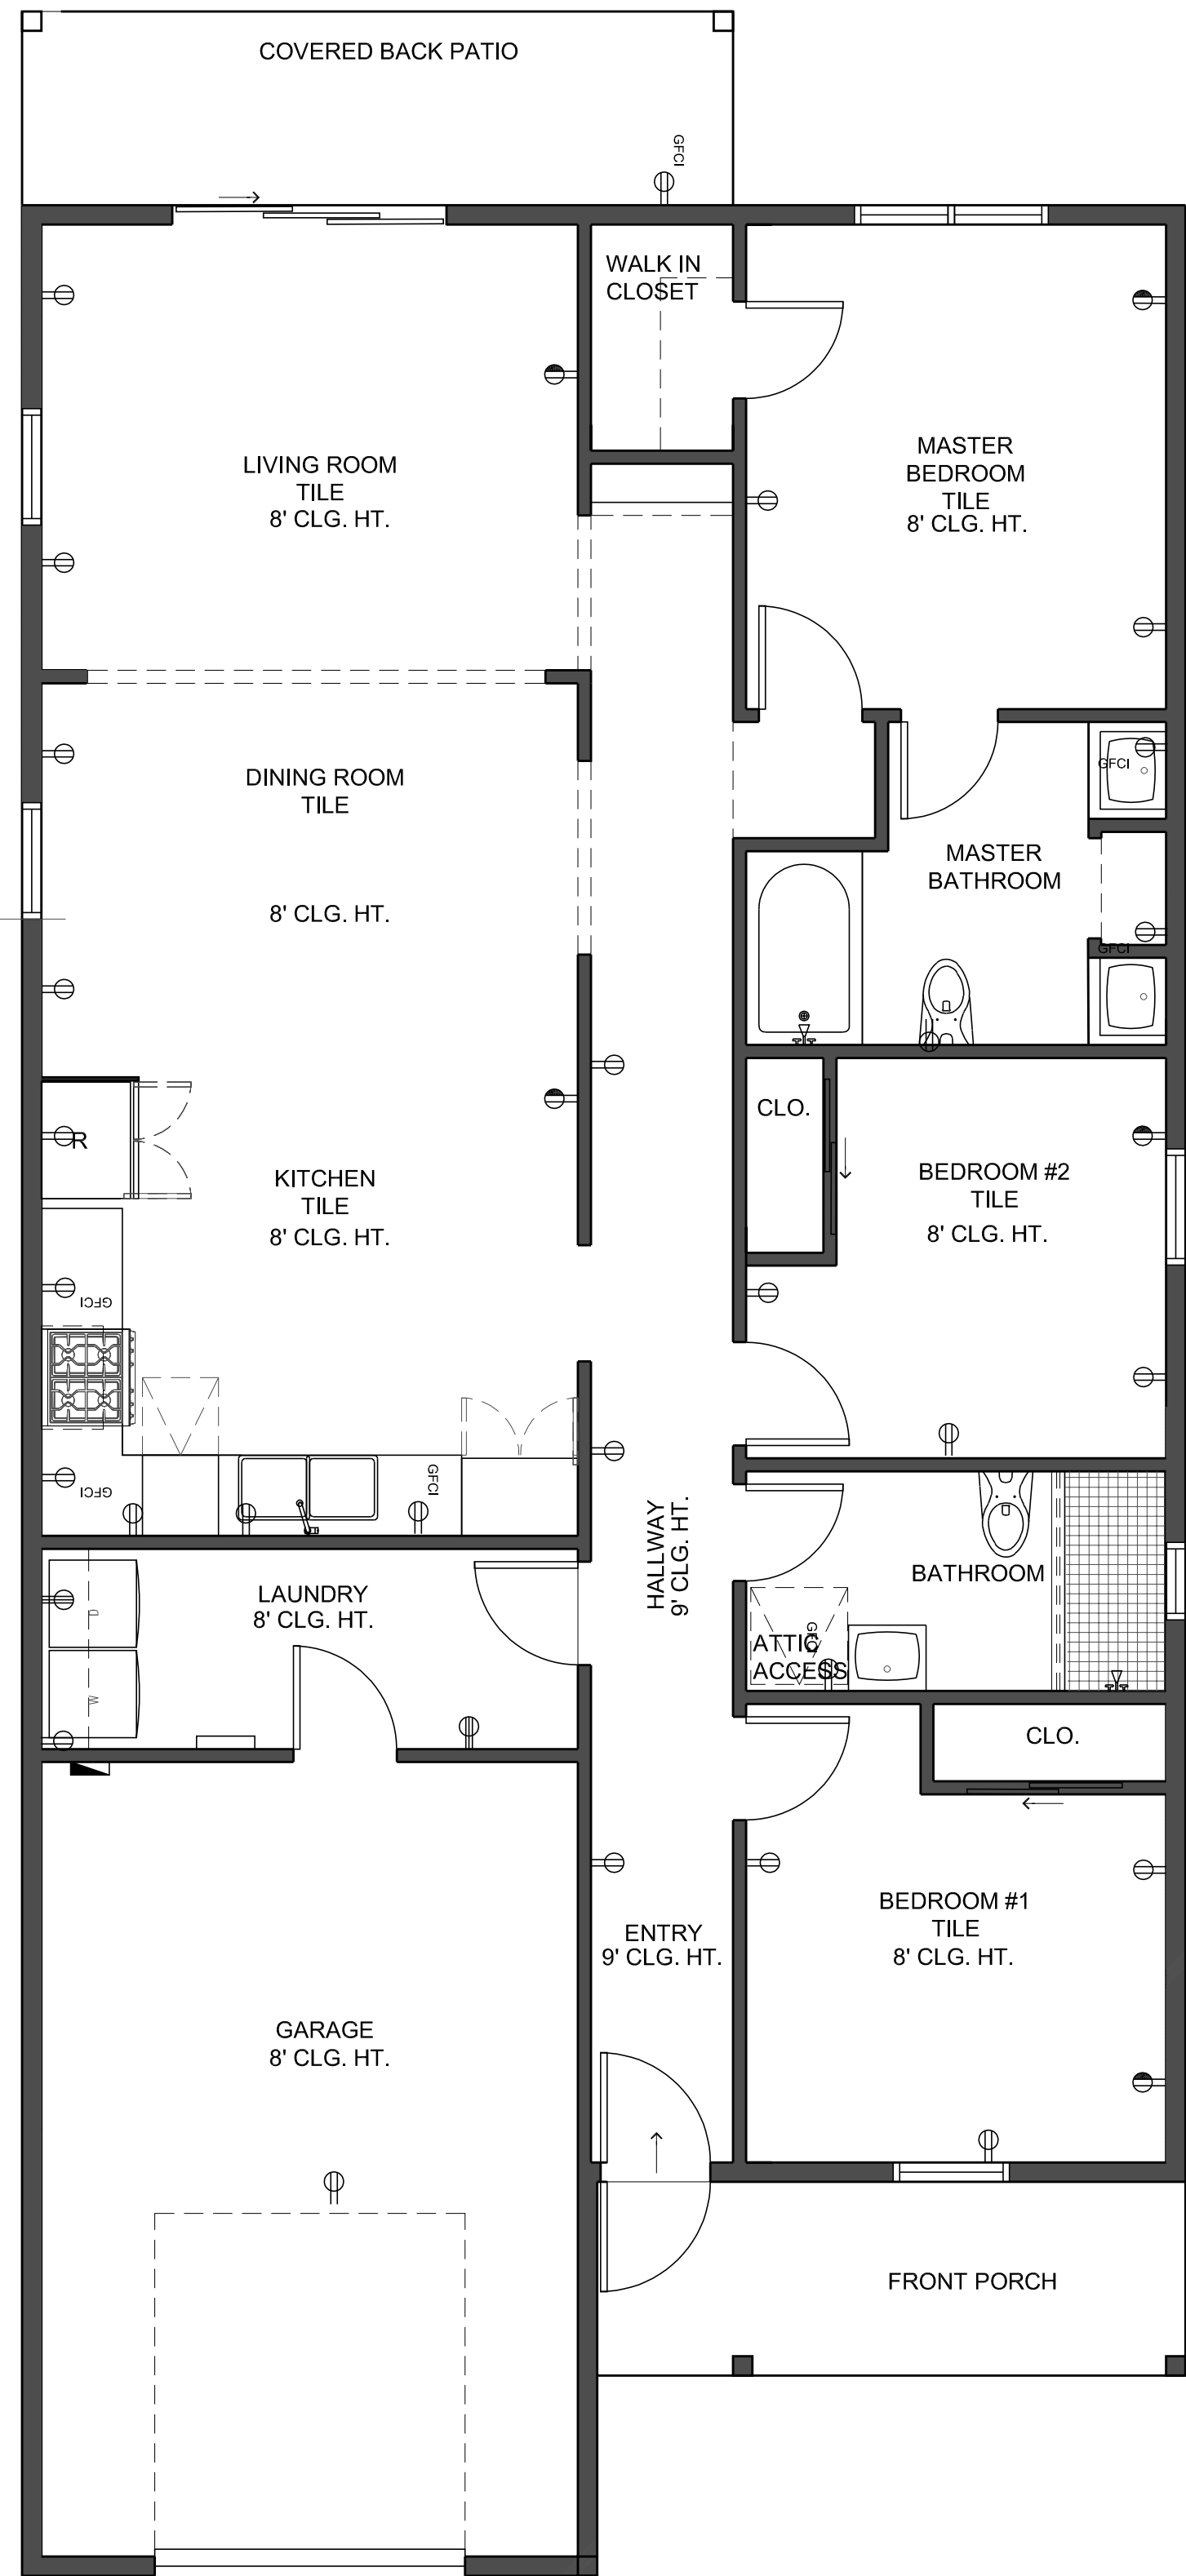 COVERED BACK PATIO
GFCI
WALK IN
CLOSET
LIVING ROOM
TILE
8' CLG. HT.
MASTER
BEDROOM
TILE
8' CLG. HT.
DINING ROOM
TILE
8' CLG. HT.
GFCI
MASTER
BATHROOM
GFCI
R
KITCHEN
TILE
8' CLG. HT.
CLO.
BEDROOM #2
TILE
8' CLG. HT.
GFCI
GFCI
GFCI
HALLWAY
9' CLG. HT.
LAUNDRY
8' CLG. HT.
D
W
BATHROOM
GFCI
ATTIC
ACCESS
CLO.
BEDROOM #1
TILE
8' CLG. HT.
ENTRY
9' CLG. HT.
GARAGE
8' CLG. HT.
FRONT PORCH